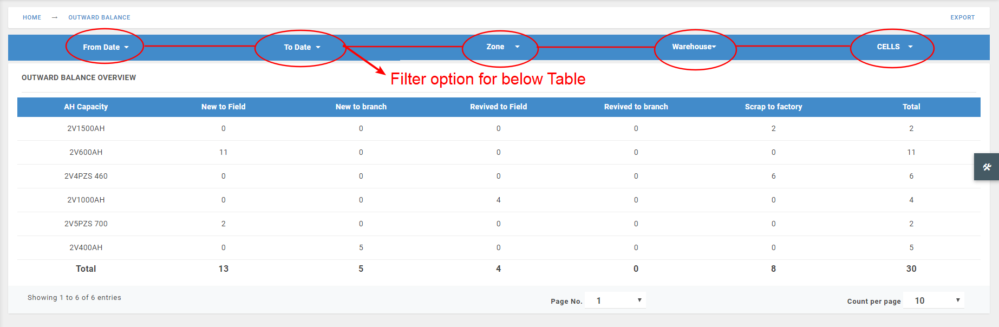 HOME → OUTWARD BALANCE EXPORT
From Date To Date Zone Warehouse CELLS
Filter option for below Table
OUTWARD BALANCE OVERVIEW
AH Capacity New to Field New to branch Revived to Field Revived to branch Scrap to factory Total
2V1500AH 0 0 0 0 2 2
2V600AH 11 0 0 0 0 11
2V4PZS 460 0 0 0 0 6 6
2V1000AH 0 0 4 0 0 4
2V5PZS 700 2 0 0 0 0 2
2V400AH 0 5 0 0 0 5
Total 13 5 4 0 8 30
Showing 1 to 6 of 6 entries Page No. 1 Count per page 10